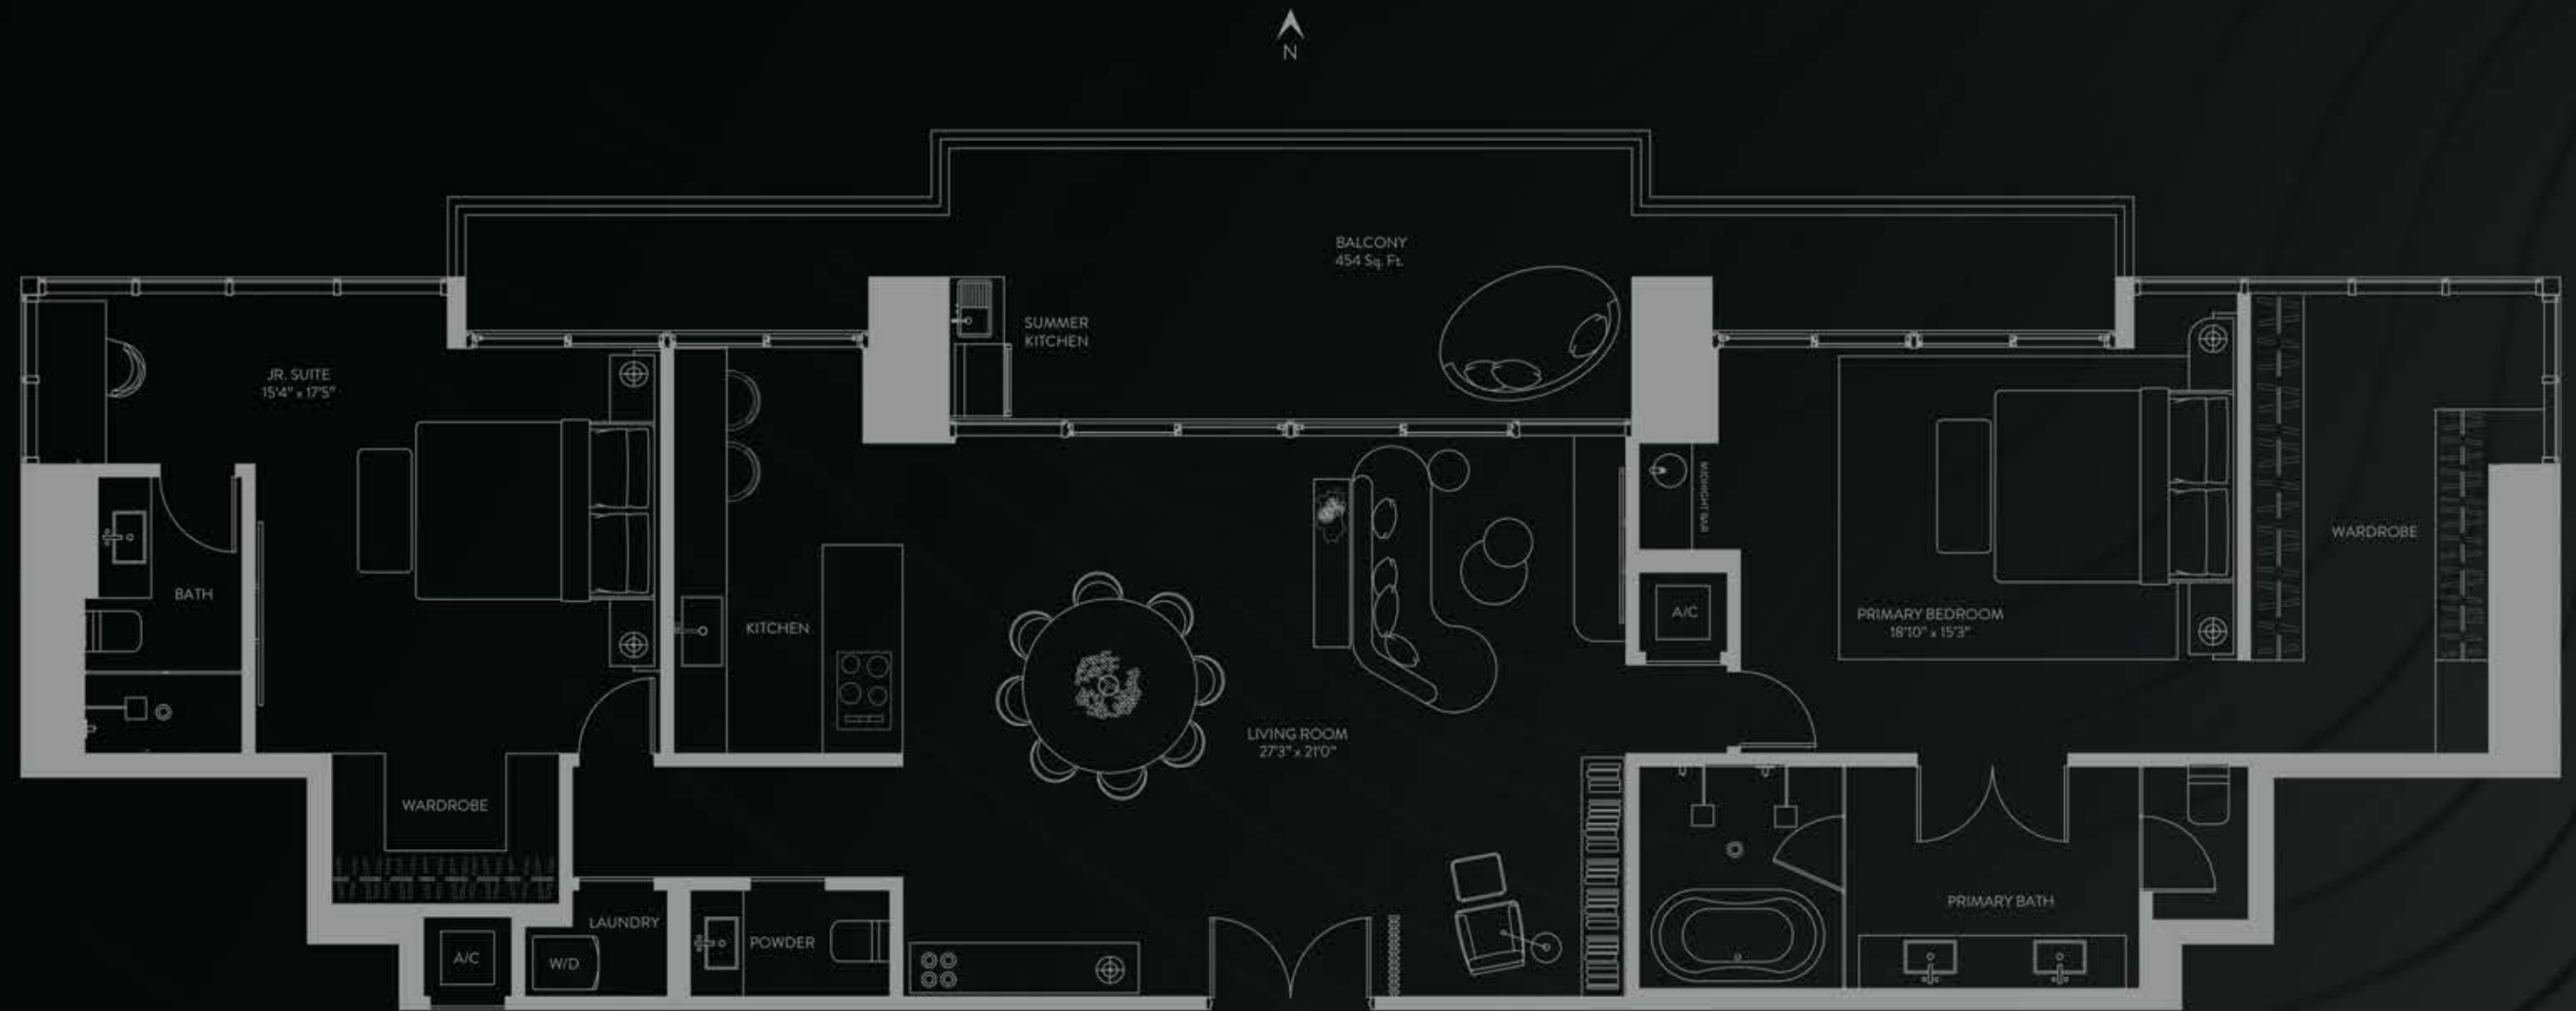 N
BALCONY
454 Sq. Ft.
SUMMER
KITCHEN
JR. SUITE
15'4" x 17'5"
MIDNIGHT BAR
WARDROBE
BATH
A/C
PRIMARY BEDROOM
18'10" x 15'3"
KITCHEN
LIVING ROOM
27'3" x 21'0"
WARDROBE
PRIMARY BATH
LAUNDRY
POWDER
A/C
W/D